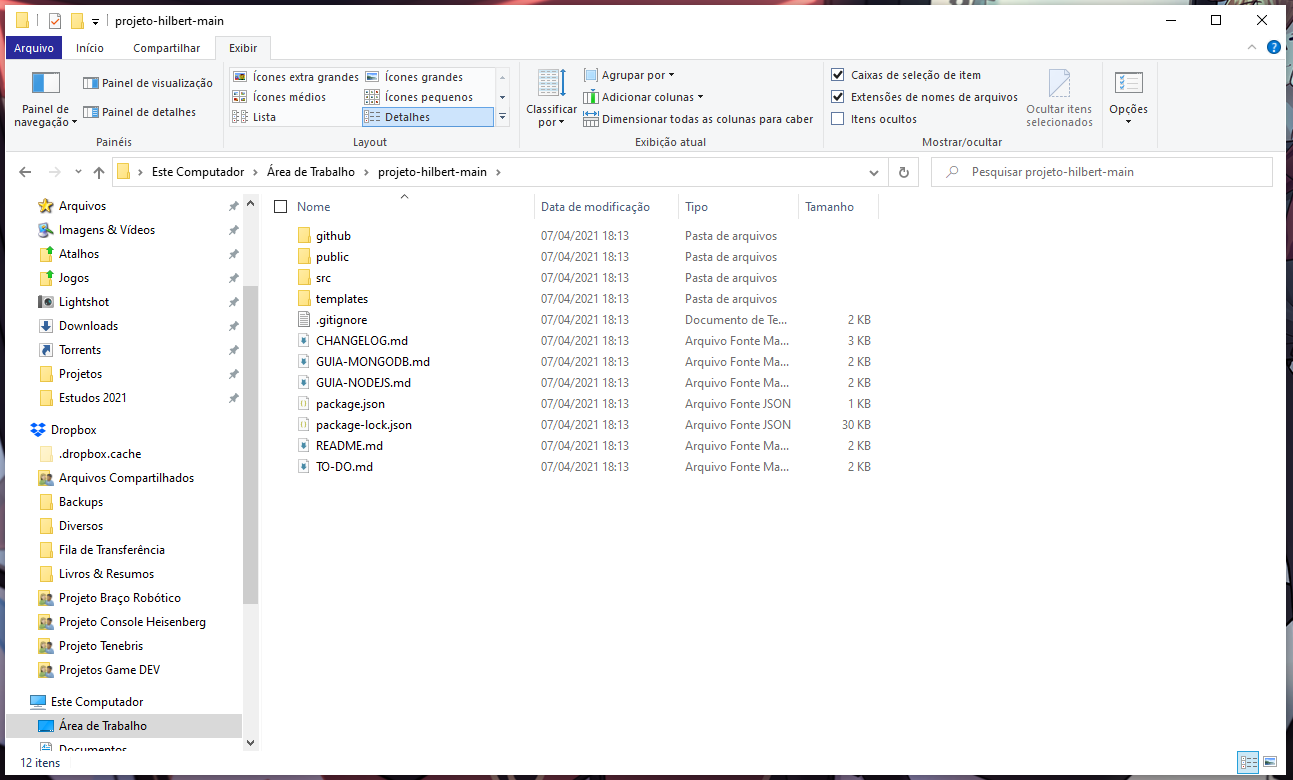 projeto-hilbert-main
Arquivo Início Compartilhar Exibir
Painel de navegação
Painel de visualização
Painel de detalhes
Painéis
Ícones extra grandes Ícones grandes
Ícones médios Ícones pequenos
Lista Detalhes
Layout
Classificar por
Agrupar por
Adicionar colunas
Dimensionar todas as colunas para caber
Exibição atual
Caixas de seleção de item
Extensões de nomes de arquivos
Itens ocultos
Ocultar itens selecionados
Mostrar/ocultar
Opções
Este Computador Área de Trabalho projeto-hilbert-main
Pesquisar projeto-hilbert-main
Arquivos
Imagens & Vídeos
Atalhos
Jogos
Lightshot
Downloads
Torrents
Projetos
Estudos 2021
Dropbox
.dropbox.cache
Arquivos Compartilhados
Backups
Diversos
Fila de Transferência
Livros & Resumos
Projeto Braço Robótico
Projeto Console Heisenberg
Projeto Tenebris
Projetos Game DEV
Este Computador
Área de Trabalho
Documentos
Nome Data de modificação Tipo Tamanho
github 07/04/2021 18:13 Pasta de arquivos
public 07/04/2021 18:13 Pasta de arquivos
src 07/04/2021 18:13 Pasta de arquivos
templates 07/04/2021 18:13 Pasta de arquivos
.gitignore 07/04/2021 18:13 Documento de Te... 2 KB
CHANGELOG.md 07/04/2021 18:13 Arquivo Fonte Ma... 3 KB
GUIA-MONGODB.md 07/04/2021 18:13 Arquivo Fonte Ma... 2 KB
GUIA-NODEJS.md 07/04/2021 18:13 Arquivo Fonte Ma... 2 KB
package.json 07/04/2021 18:13 Arquivo Fonte JSON 1 KB
package-lock.json 07/04/2021 18:13 Arquivo Fonte JSON 30 KB
README.md 07/04/2021 18:13 Arquivo Fonte Ma... 2 KB
TO-DO.md 07/04/2021 18:13 Arquivo Fonte Ma... 2 KB
12 itens